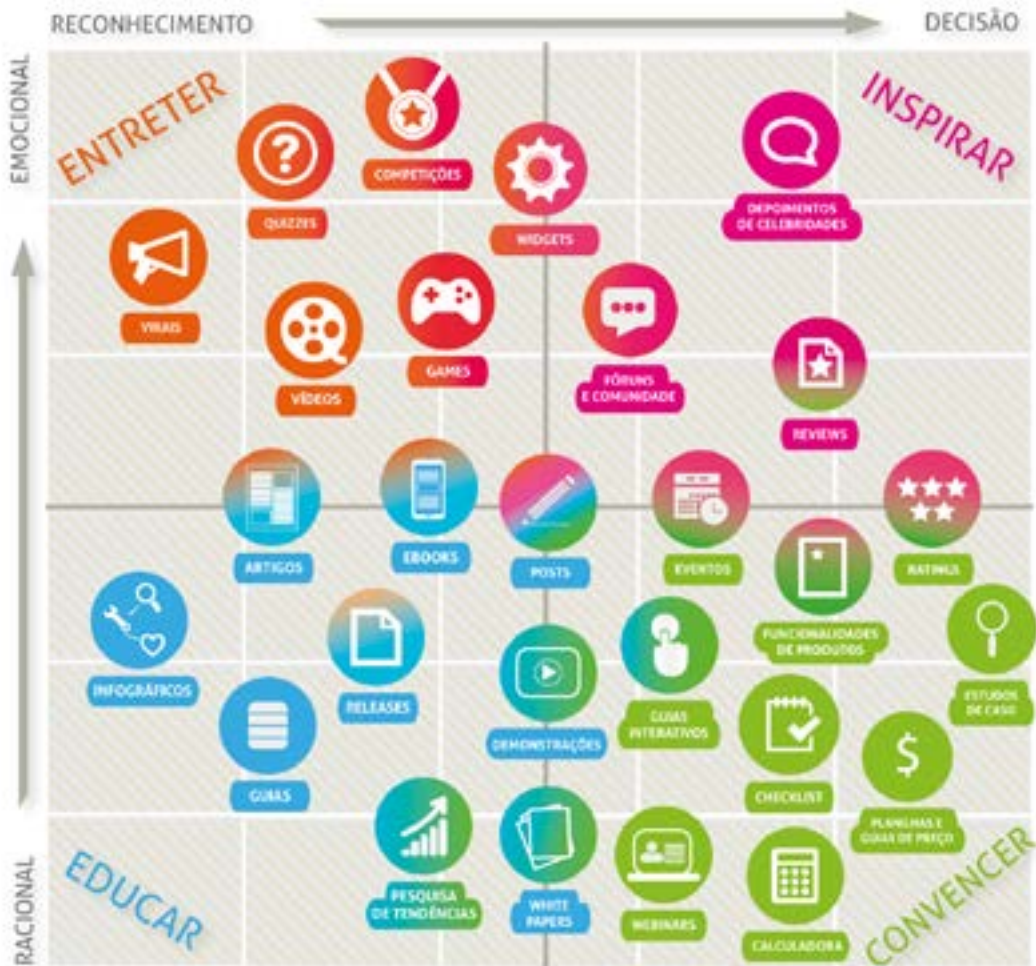 RECONHECIMENTO
DECISÃO
EMOCIONAL
ENTRETER
INSPIRAR
COMPETIÇÕES
QUIZZES
WIDGETS
DEPOIMENTOS
DE CELEBRIDADES
VIRAIS
VÍDEOS
GAMES
FÓRUNS
E COMUNIDADE
REVIEWS
ARTIGOS
EBOOKS
POSTS
EVENTOS
RATINGS
FUNCIONALIDADES
DE PRODUTOS
INFOGRÁFICOS
RELEASES
DEMONSTRAÇÕES
GUIAS
INTERATIVOS
ESTUDOS
DE CASO
GUIAS
CHECKLIST
$
PLANILHAS E
GUIA DE PREÇO
PESQUISA
DE TENDÊNCIAS
WHITE
PAPERS
WEBINARS
CALCULADORA
RACIONAL
EDUCAR
CONVENCER